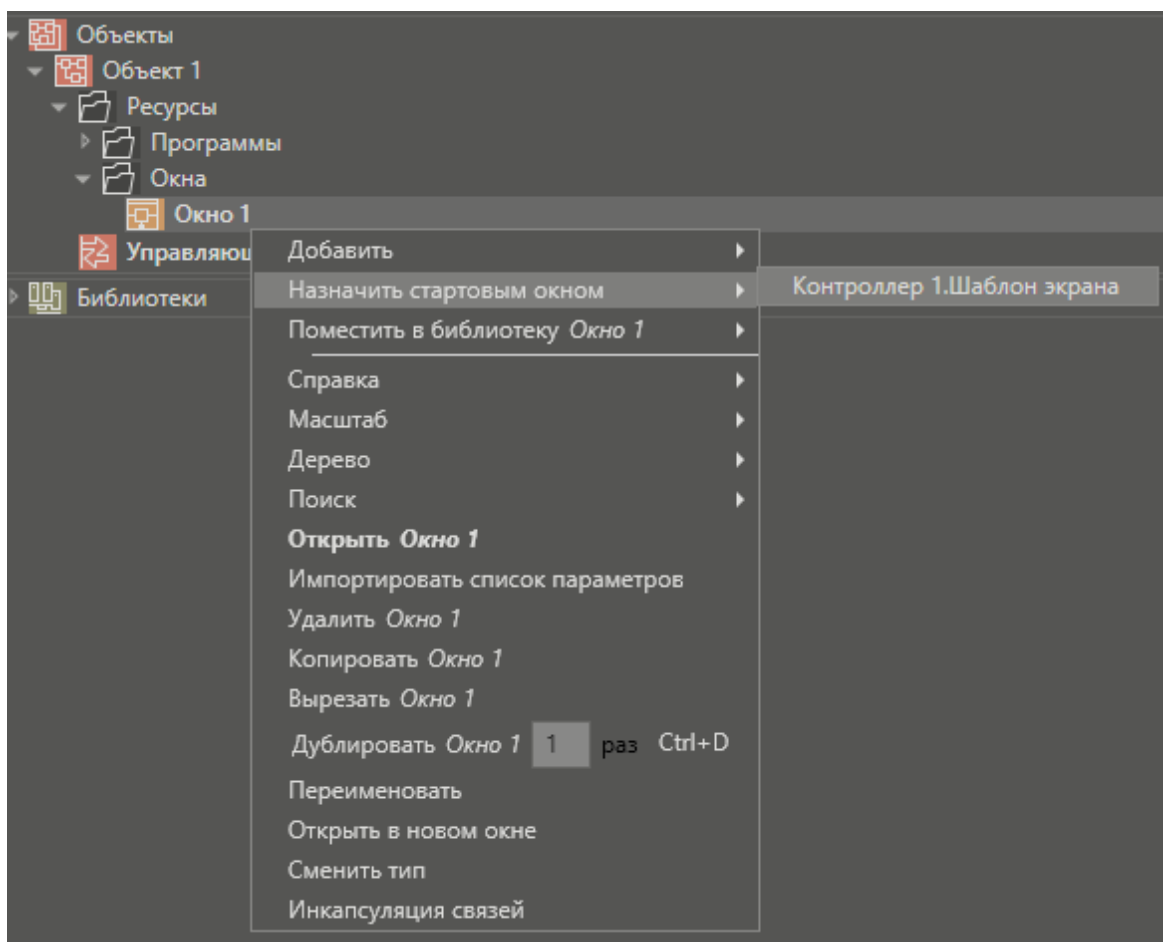 Объекты
Объект 1
Ресурсы
Программы
Окна
Окно 1
Добавить
Назначить стартовым окном
Контроллер 1.Шаблон экрана
Библиотеки
Поместить в библиотеку Окно 1
Справка
Масштаб
Дерево
Поиск
Открыть Окно 1
Импортировать список параметров
Удалить Окно 1
Копировать Окно 1
Вырезать Окно 1
Дублировать Окно 1 1 раз Ctrl+D
Переименовать
Открыть в новом окне
Сменить тип
Инкапсуляция связей